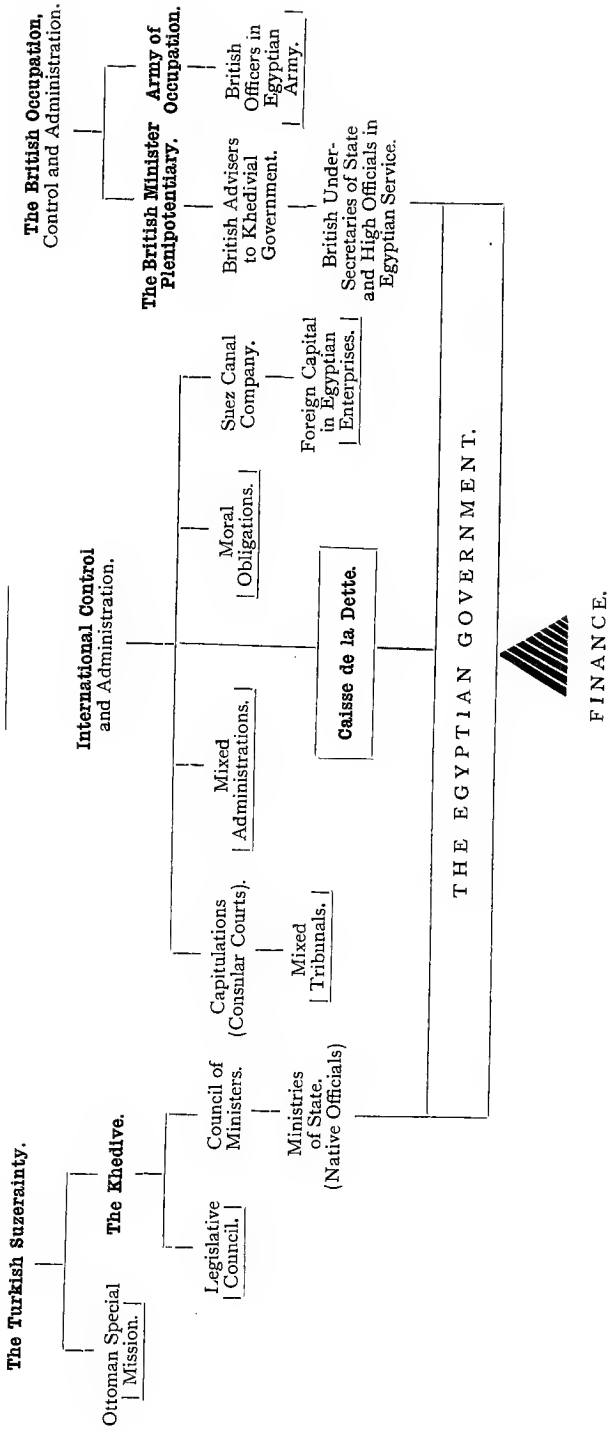 The Turkish Suzerainty.
Ottoman Special
Mission.
The Khedive.
Legislative
Council.
Council of
Ministers.
Ministries
of State.
(Native Officials)
International Control
and Administration.
Capitulations
(Consular Courts).
Mixed
Tribunals.
Mixed
Administrations.
Caisse de la Dette.
Moral
Obligations.
Suez Canal
Company.
Foreign Capital
in Egyptian
Enterprises.
The British Occupation,
Control and Administration.
The British Minister
Plenipotentiary.
British Advisers
to Khedivial
Government.
British Under-
Secretaries of State
and High Officials in
Egyptian Service.
Army of
Occupation.
British
Officers in
Egyptian
Army.
THE EGYPTIAN GOVERNMENT.
FINANCE.